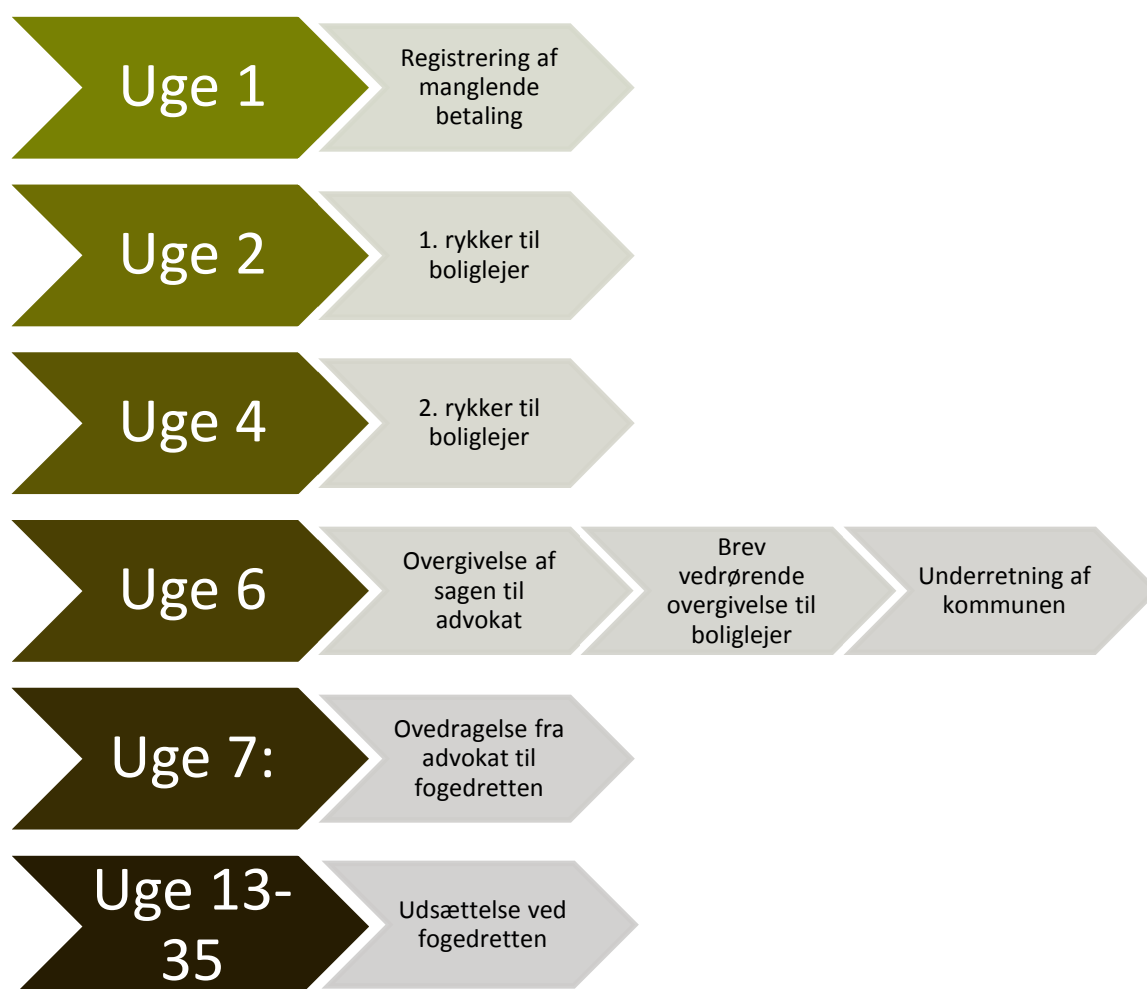 Uge 1
Registrering af
manglende
betaling
Uge 2
1. rykker til
boliglejer
Uge 4
2. rykker til
boliglejer
Uge 6
Overgivelse af
sagen til
advokat
Brev
vedrørende
overgivelse til
boliglejer
Underretning af
kommunen
Uge 7:
Ovedragelse fra
advokat til
fogedretten
Uge 13-
35
Udsættelse ved
fogedretten